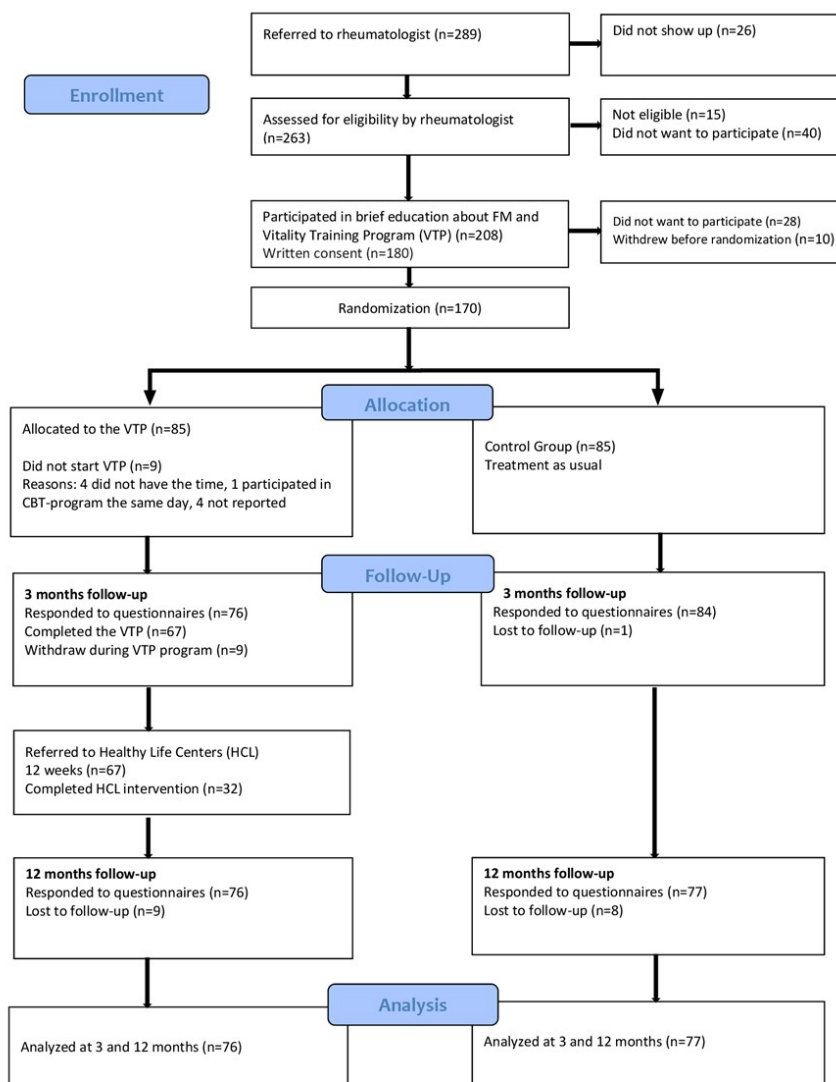 Referred to rheumatologist (n=289)
Did not show up (n=26)
Enrollment
Assessed for eligibility by rheumatologist
(n=263)
Not eligible (n=15)
Did not want to participate (n=40)
Participated in brief education about FM and
Vitality Training Program (VTP) (n=208)
Written consent (n=180)
Did not want to participate (n=28)
Withdrew before randomization (n=10)
Randomization (n=170)
Allocation
Allocated to the VTP (n=85)
Did not start VTP (n=9)
Reasons: 4 did not have the time, 1 participated in
CBT-program the same day, 4 not reported
Control Group (n=85)
Treatment as usual
Follow-Up
3 months follow-up
Responded to questionnaires (n=76)
Completed the VTP (n=67)
Withdraw during VTP program (n=9)
3 months follow-up
Responded to questionnaires (n=84)
Lost to follow-up (n=1)
Referred to Healthy Life Centers (HCL)
12 weeks (n=67)
Completed HCL intervention (n=32)
12 months follow-up
Responded to questionnaires (n=76)
Lost to follow-up (n=9)
12 months follow-up
Responded to questionnaires (n=77)
Lost to follow-up (n=8)
Analysis
Analyzed at 3 and 12 months (n=76)
Analyzed at 3 and 12 months (n=77)